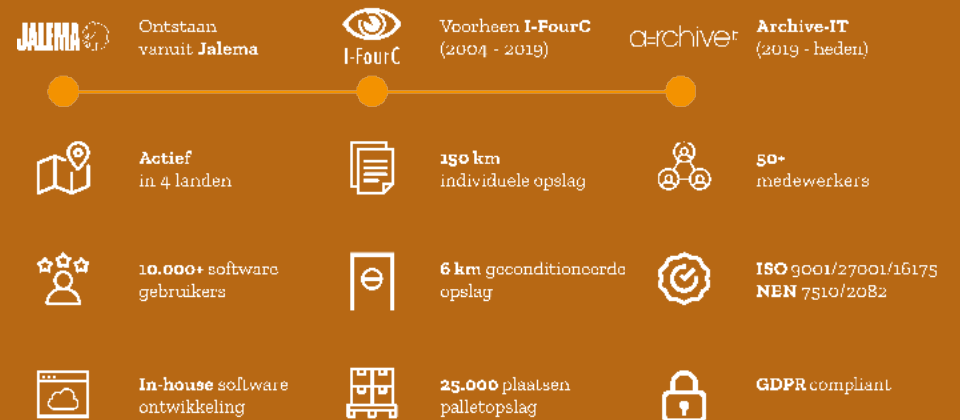 JALEMA
Ontstaan
vanuit Jalema
I-FourC
Voorheen I-FourC
(2004 - 2019)
a=rchive-it
Archive-IT
(2019 - heden)
Actief
in 4 landen
150 km
individuele opslag
50+
medewerkers
10.000+ software
gebruikers
6 km geconditioneerde
opslag
ISO 9001/27001/16175
NEN 7510/2082
In-house software
ontwikkeling
25.000 plaatsen
palletopslag
GDPR compliant